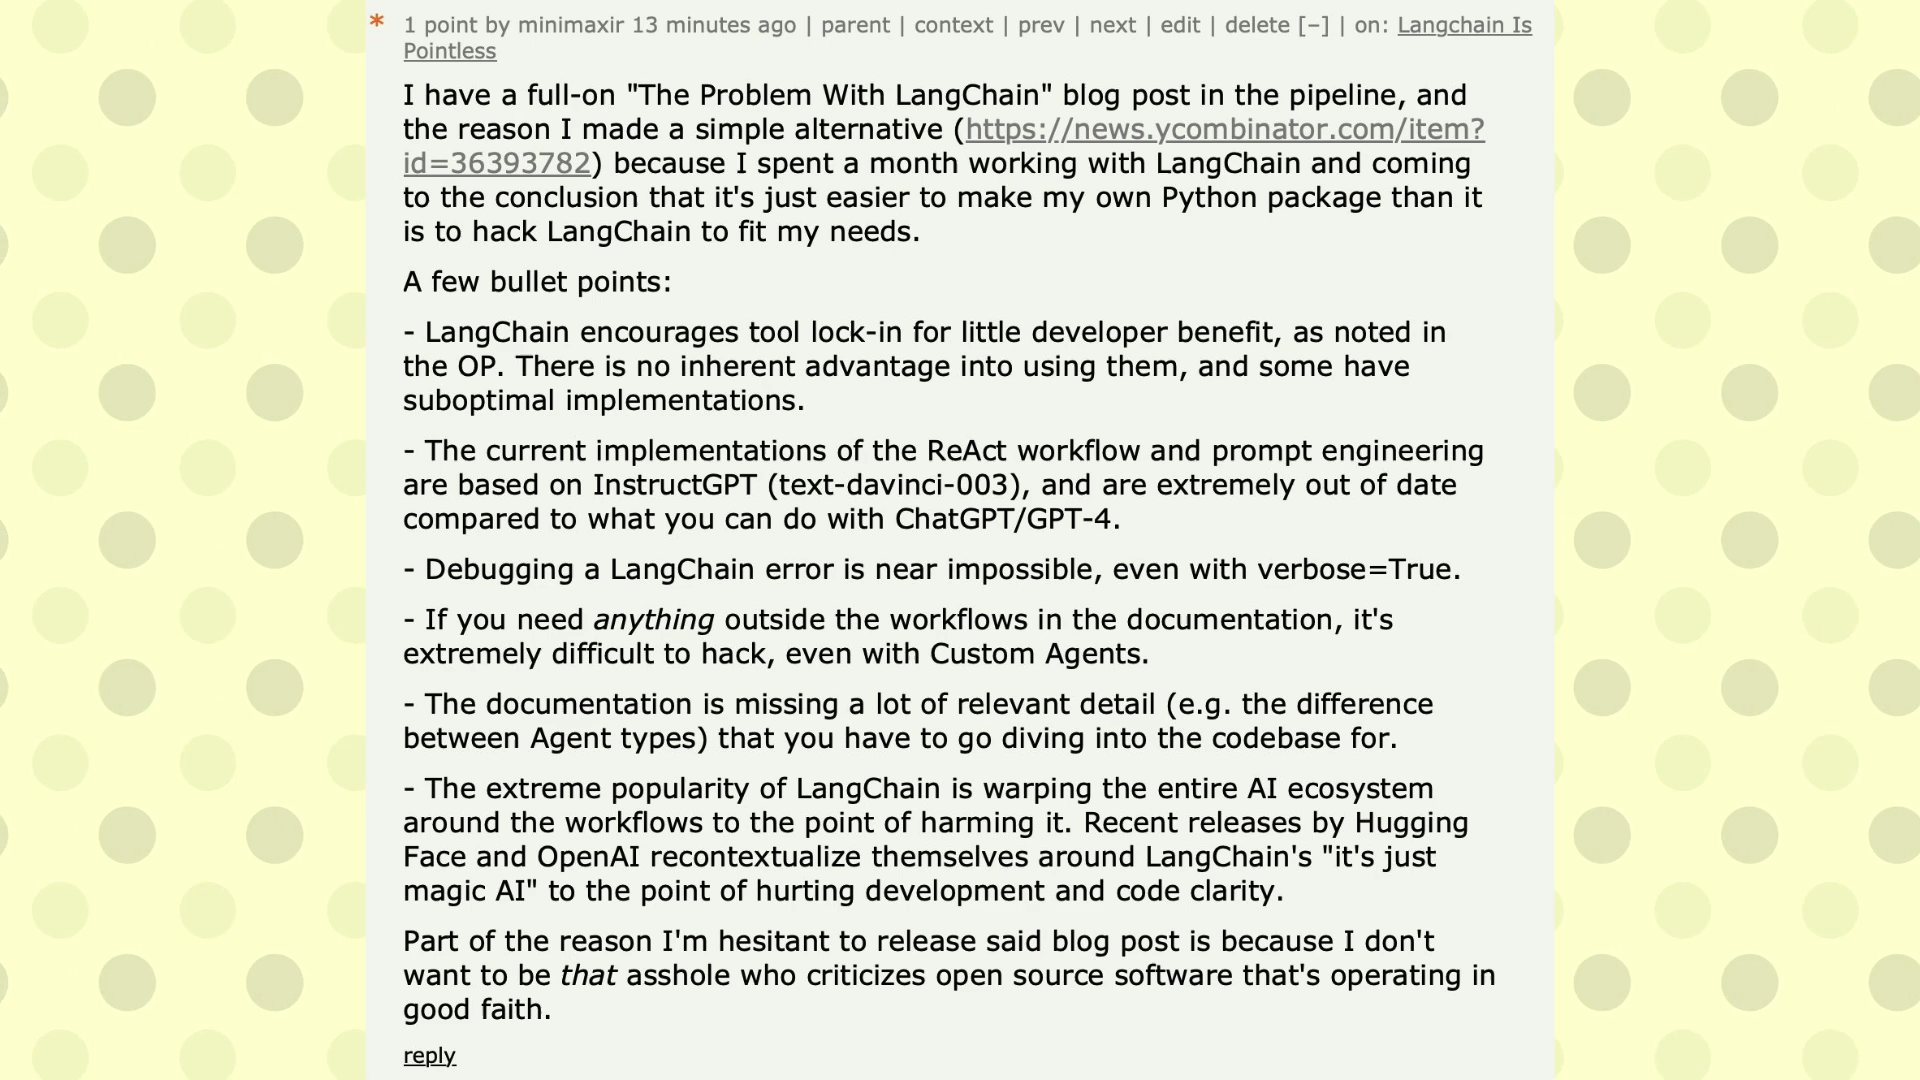 * 1 point by minimaxir 13 minutes ago | parent | context | prev | next | edit | delete [–] | on: Langchain Is
Pointless
I have a full-on "The Problem With LangChain" blog post in the pipeline, and
the reason I made a simple alternative (https://news.ycombinator.com/item?
id=36393782) because I spent a month working with LangChain and coming
to the conclusion that it's just easier to make my own Python package than it
is to hack LangChain to fit my needs.
A few bullet points:
- LangChain encourages tool lock-in for little developer benefit, as noted in
the OP. There is no inherent advantage into using them, and some have
suboptimal implementations.
- The current implementations of the ReAct workflow and prompt engineering
are based on InstructGPT (text-davinci-003), and are extremely out of date
compared to what you can do with ChatGPT/GPT-4.
- Debugging a LangChain error is near impossible, even with verbose=True.
- If you need anything outside the workflows in the documentation, it's
extremely difficult to hack, even with Custom Agents.
- The documentation is missing a lot of relevant detail (e.g. the difference
between Agent types) that you have to go diving into the codebase for.
- The extreme popularity of LangChain is warping the entire AI ecosystem
around the workflows to the point of harming it. Recent releases by Hugging
Face and OpenAI recontextualize themselves around LangChain's "it's just
magic AI" to the point of hurting development and code clarity.
Part of the reason I'm hesitant to release said blog post is because I don't
want to be that asshole who criticizes open source software that's operating in
good faith.
reply